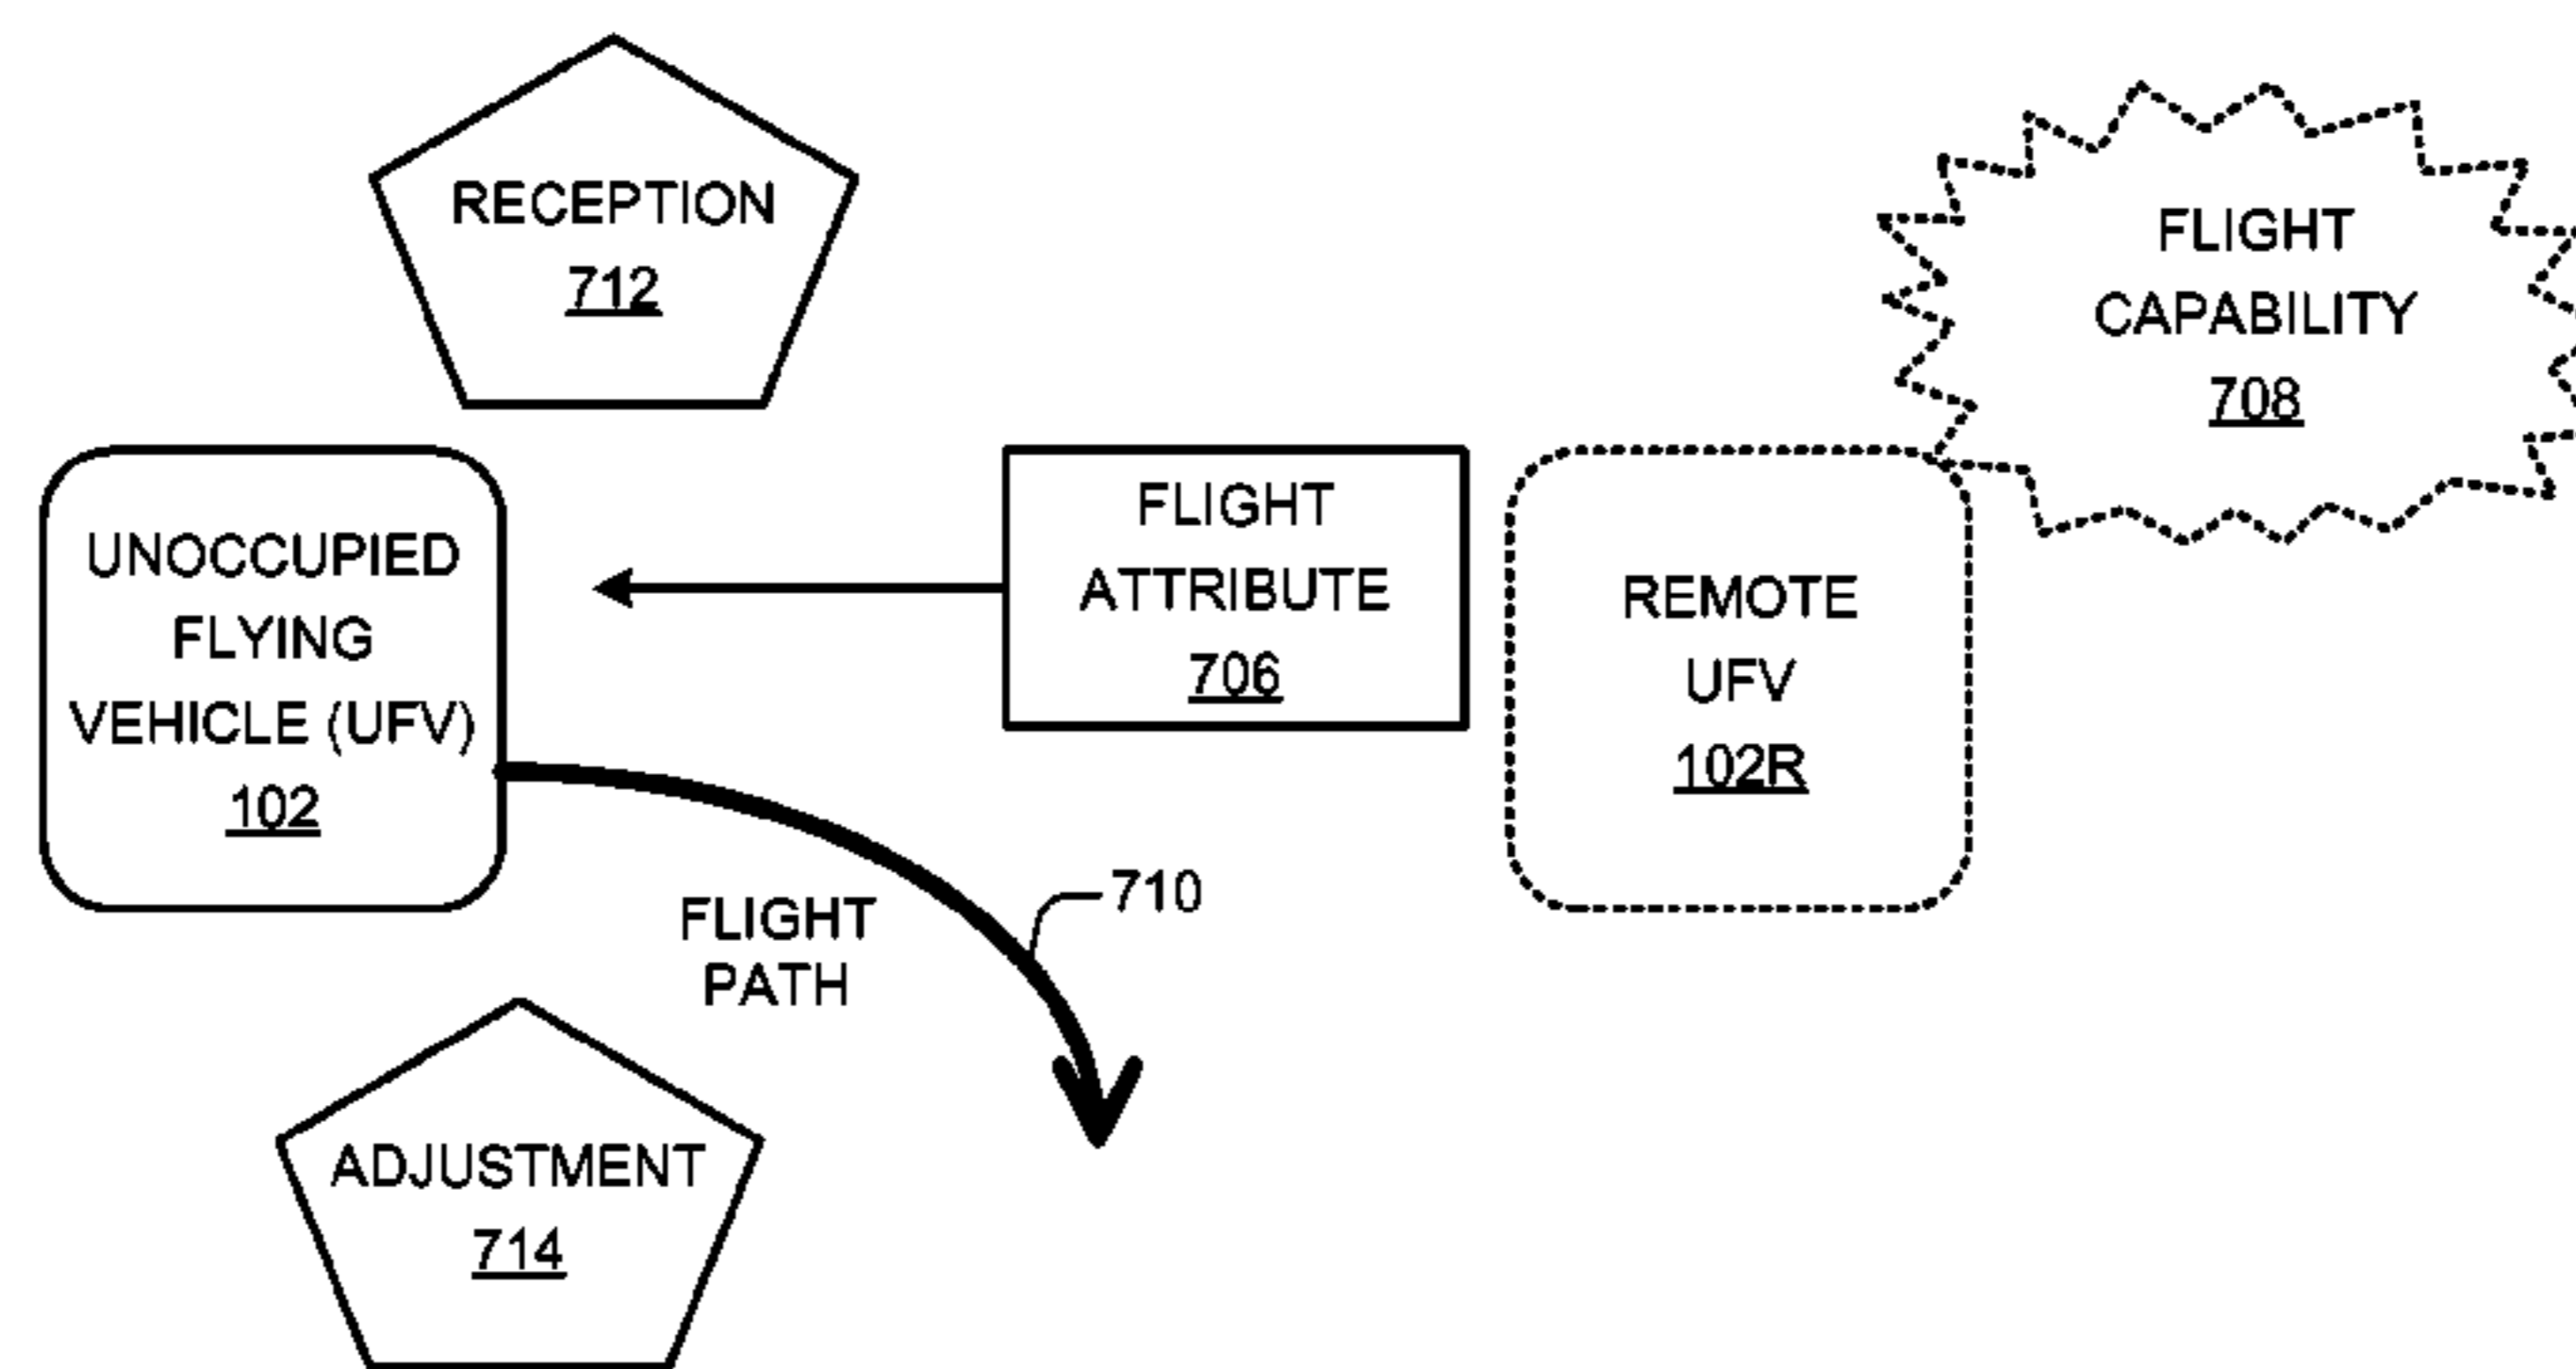 RECEPTION
712
FLIGHT
CAPABILITY
708
UNOCCUPIED
FLYING
VEHICLE (UFV)
102
FLIGHT
ATTRIBUTE
706
REMOTE
UFV
102R
710
FLIGHT
PATH
ADJUSTMENT
714